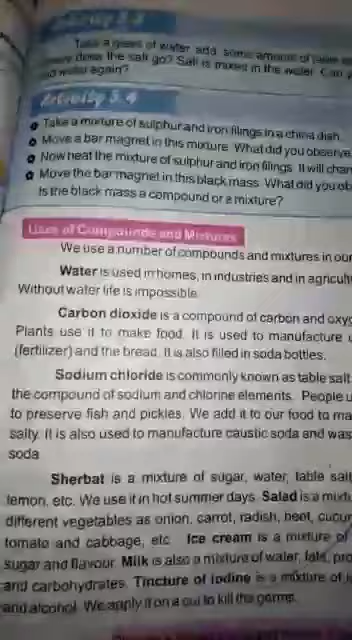 Activity 5.3
Take a glass of water add some amount of table
does the salt go? Salt is mixed in the water. Can
water again?
Activity 5.4
Take a mixture of sulphur and iron filings in a china dish.
Move a bar magnet in this mixture. What did you observe
Now heat the mixture of sulphur and iron filings. It will chan
Move the bar magnet in this black mass. What did you ob
Is the black mass a compound or a mixture?
Uses of Compounds and Mixtures
We use a number of compounds and mixtures in our
Water is used in homes, in industries and in agricult
Without water life is impossible.
Carbon dioxide is a compound of carbon and oxyg
Plants use it to make food. It is used to manufacture u
(fertilizer) and the bread. It is also filled in soda bottles.
Sodium chloride is commonly known as table salt
the compound of sodium and chlorine elements. People u
to preserve fish and pickles. We add it to our food to ma
salty. It is also used to manufacture caustic soda and was
soda
Sherbat is a mixture of sugar, water, table salt
lemon, etc. We use it in hot summer days. Salad is a mixtu
different vegetables as onion, carrot, radish, beet, cucum
tomato and cabbage, etc. Ice cream is a mixture of
sugar and flavour. Milk is also a mixture of water, fats, pro
and carbohydrates. Tincture of iodine is a mixture of i
and alcohol. We apply it on a cut to kill the germs.